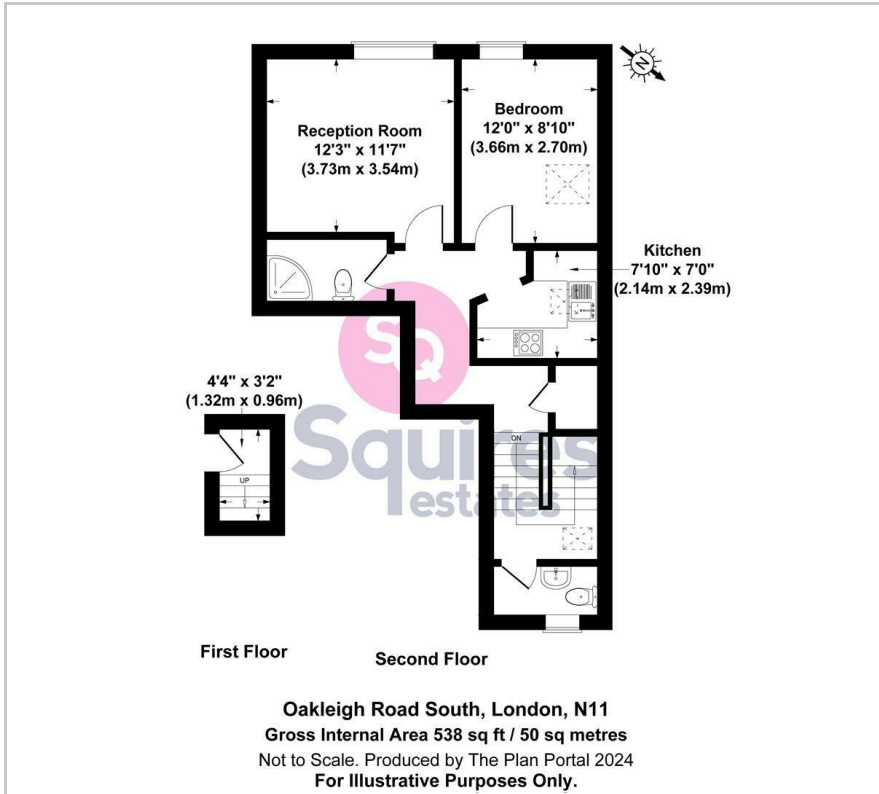 N
Reception Room
12'3" x 11'7"
(3.73m x 3.54m)
Bedroom
12'0" x 8'10"
(3.66m x 2.70m)
Kitchen
7'10" x 7'0"
(2.14m x 2.39m)
SQ
Squires
estates
4'4" x 3'2"
(1.32m x 0.96m)
UP
DN
First Floor
Second Floor
Oakleigh Road South, London, N11
Gross Internal Area 538 sq ft / 50 sq metres
Not to Scale. Produced by The Plan Portal 2024
For Illustrative Purposes Only.